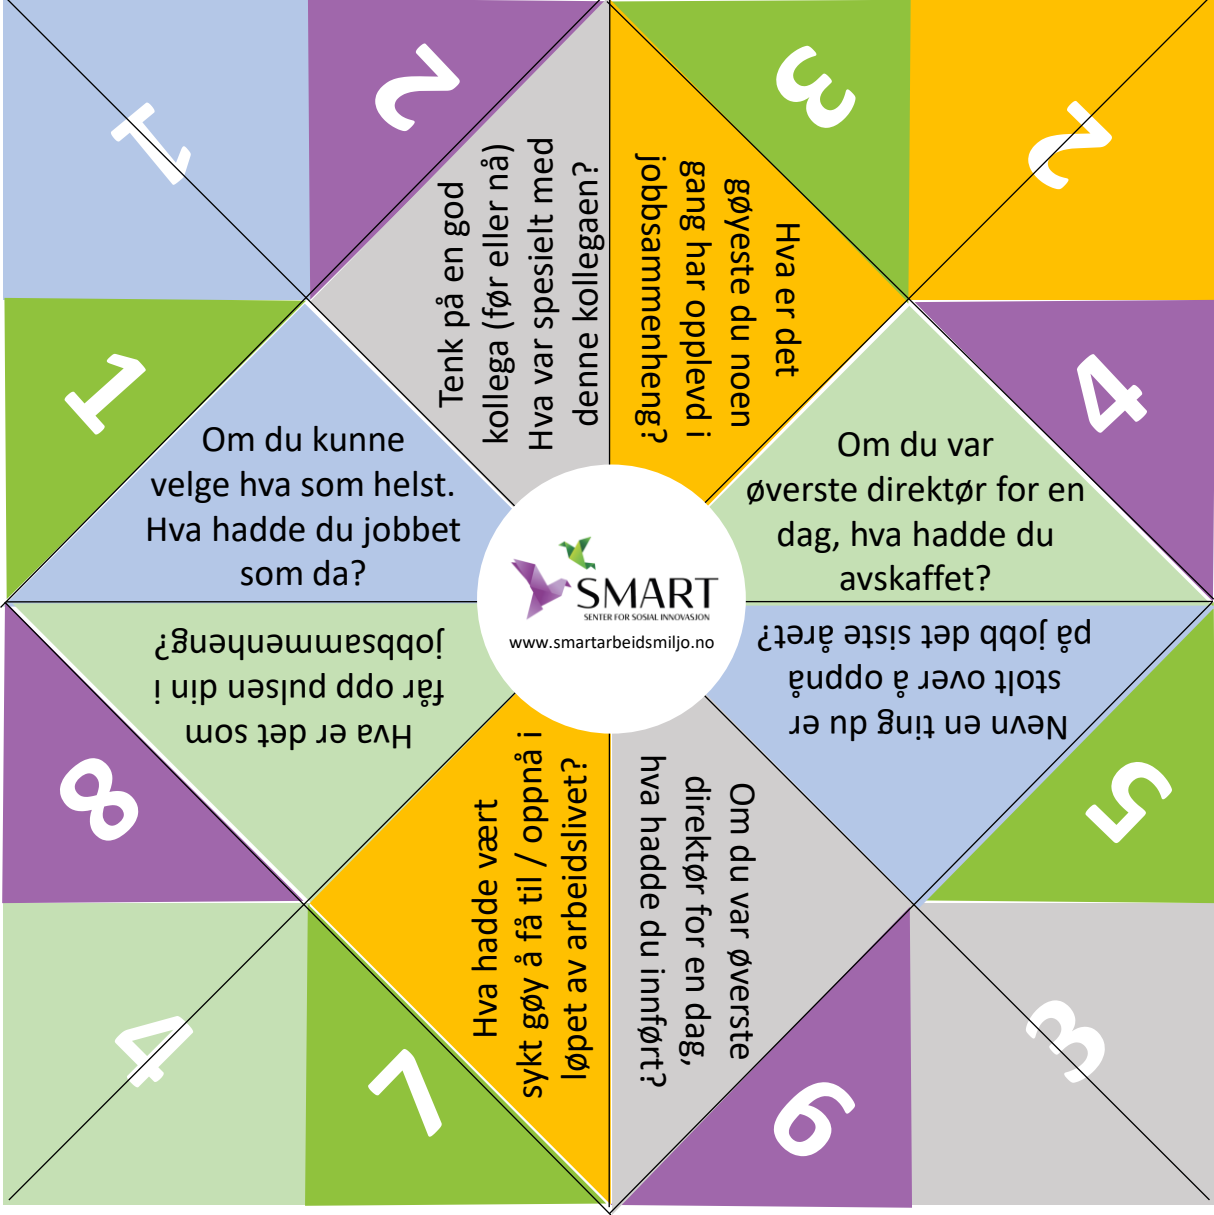 1
2
3
2
Tenk på en god
kollega (før eller nå)
Hva var spesielt med
denne kollegaen?
Hva er det
gøyeste du noen
gang har opplevd i
jobbsammenheng?
1
4
Om du kunne
velge hva som helst.
Hva hadde du jobbet
som da?
Om du var
øverste direktør for en
dag, hva hadde du
avskaffet?
SMART
SENTER FOR SOSIAL INNOVASJON
www.smartarbeidsmiljo.no
Hva er det som
får opp pulsen din i
jobbsammenheng?
Nevn en ting du er
stolt over å oppnå
på jobb det siste året?
8
5
Hva hadde vært
sykt gøy å få til / oppnå i
løpet av arbeidslivet?
Om du var øverste
direktør for en dag,
hva hadde du innført?
4
7
6
3